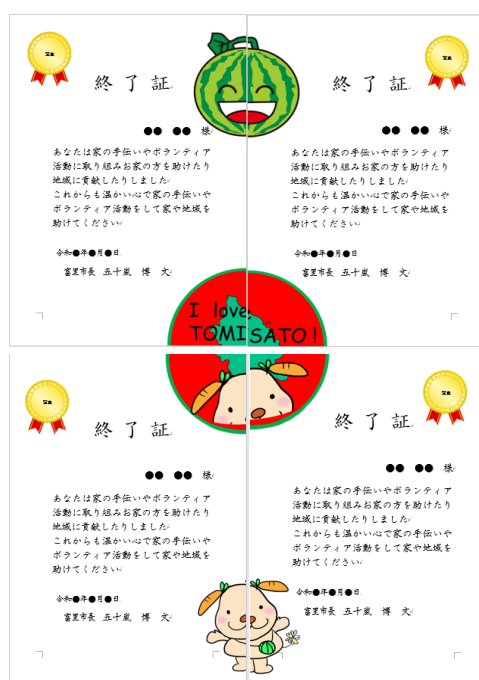 終了証
●● ●● 様
あなたは家の手伝いやボランティア
活動に取り組みお家の方を助けたり
地域に貢献したりしました
これからも温かい心で家の手伝いや
ボランティア活動をして家や地域を
助けてください
令和●年●月●日
富里市長 五十嵐 博文
終了証
●● ●● 様
あなたは家の手伝いやボランティア
活動に取り組みお家の方を助けたり
地域に貢献したりしました
これからも温かい心で家の手伝いや
ボランティア活動をして家や地域を
助けてください
令和●年●月●日
富里市長 五十嵐 博文
I love
TOMISATO!
終了証
●● ●● 様
あなたは家の手伝いやボランティア
活動に取り組みお家の方を助けたり
地域に貢献したりしました
これからも温かい心で家の手伝いや
ボランティア活動をして家や地域を
助けてください
令和●年●月●日
富里市長 五十嵐 博文
終了証
●● ●● 様
あなたは家の手伝いやボランティア
活動に取り組みお家の方を助けたり
地域に貢献したりしました
これからも温かい心で家の手伝いや
ボランティア活動をして家や地域を
助けてください
令和●年●月●日
富里市長 五十嵐 博文